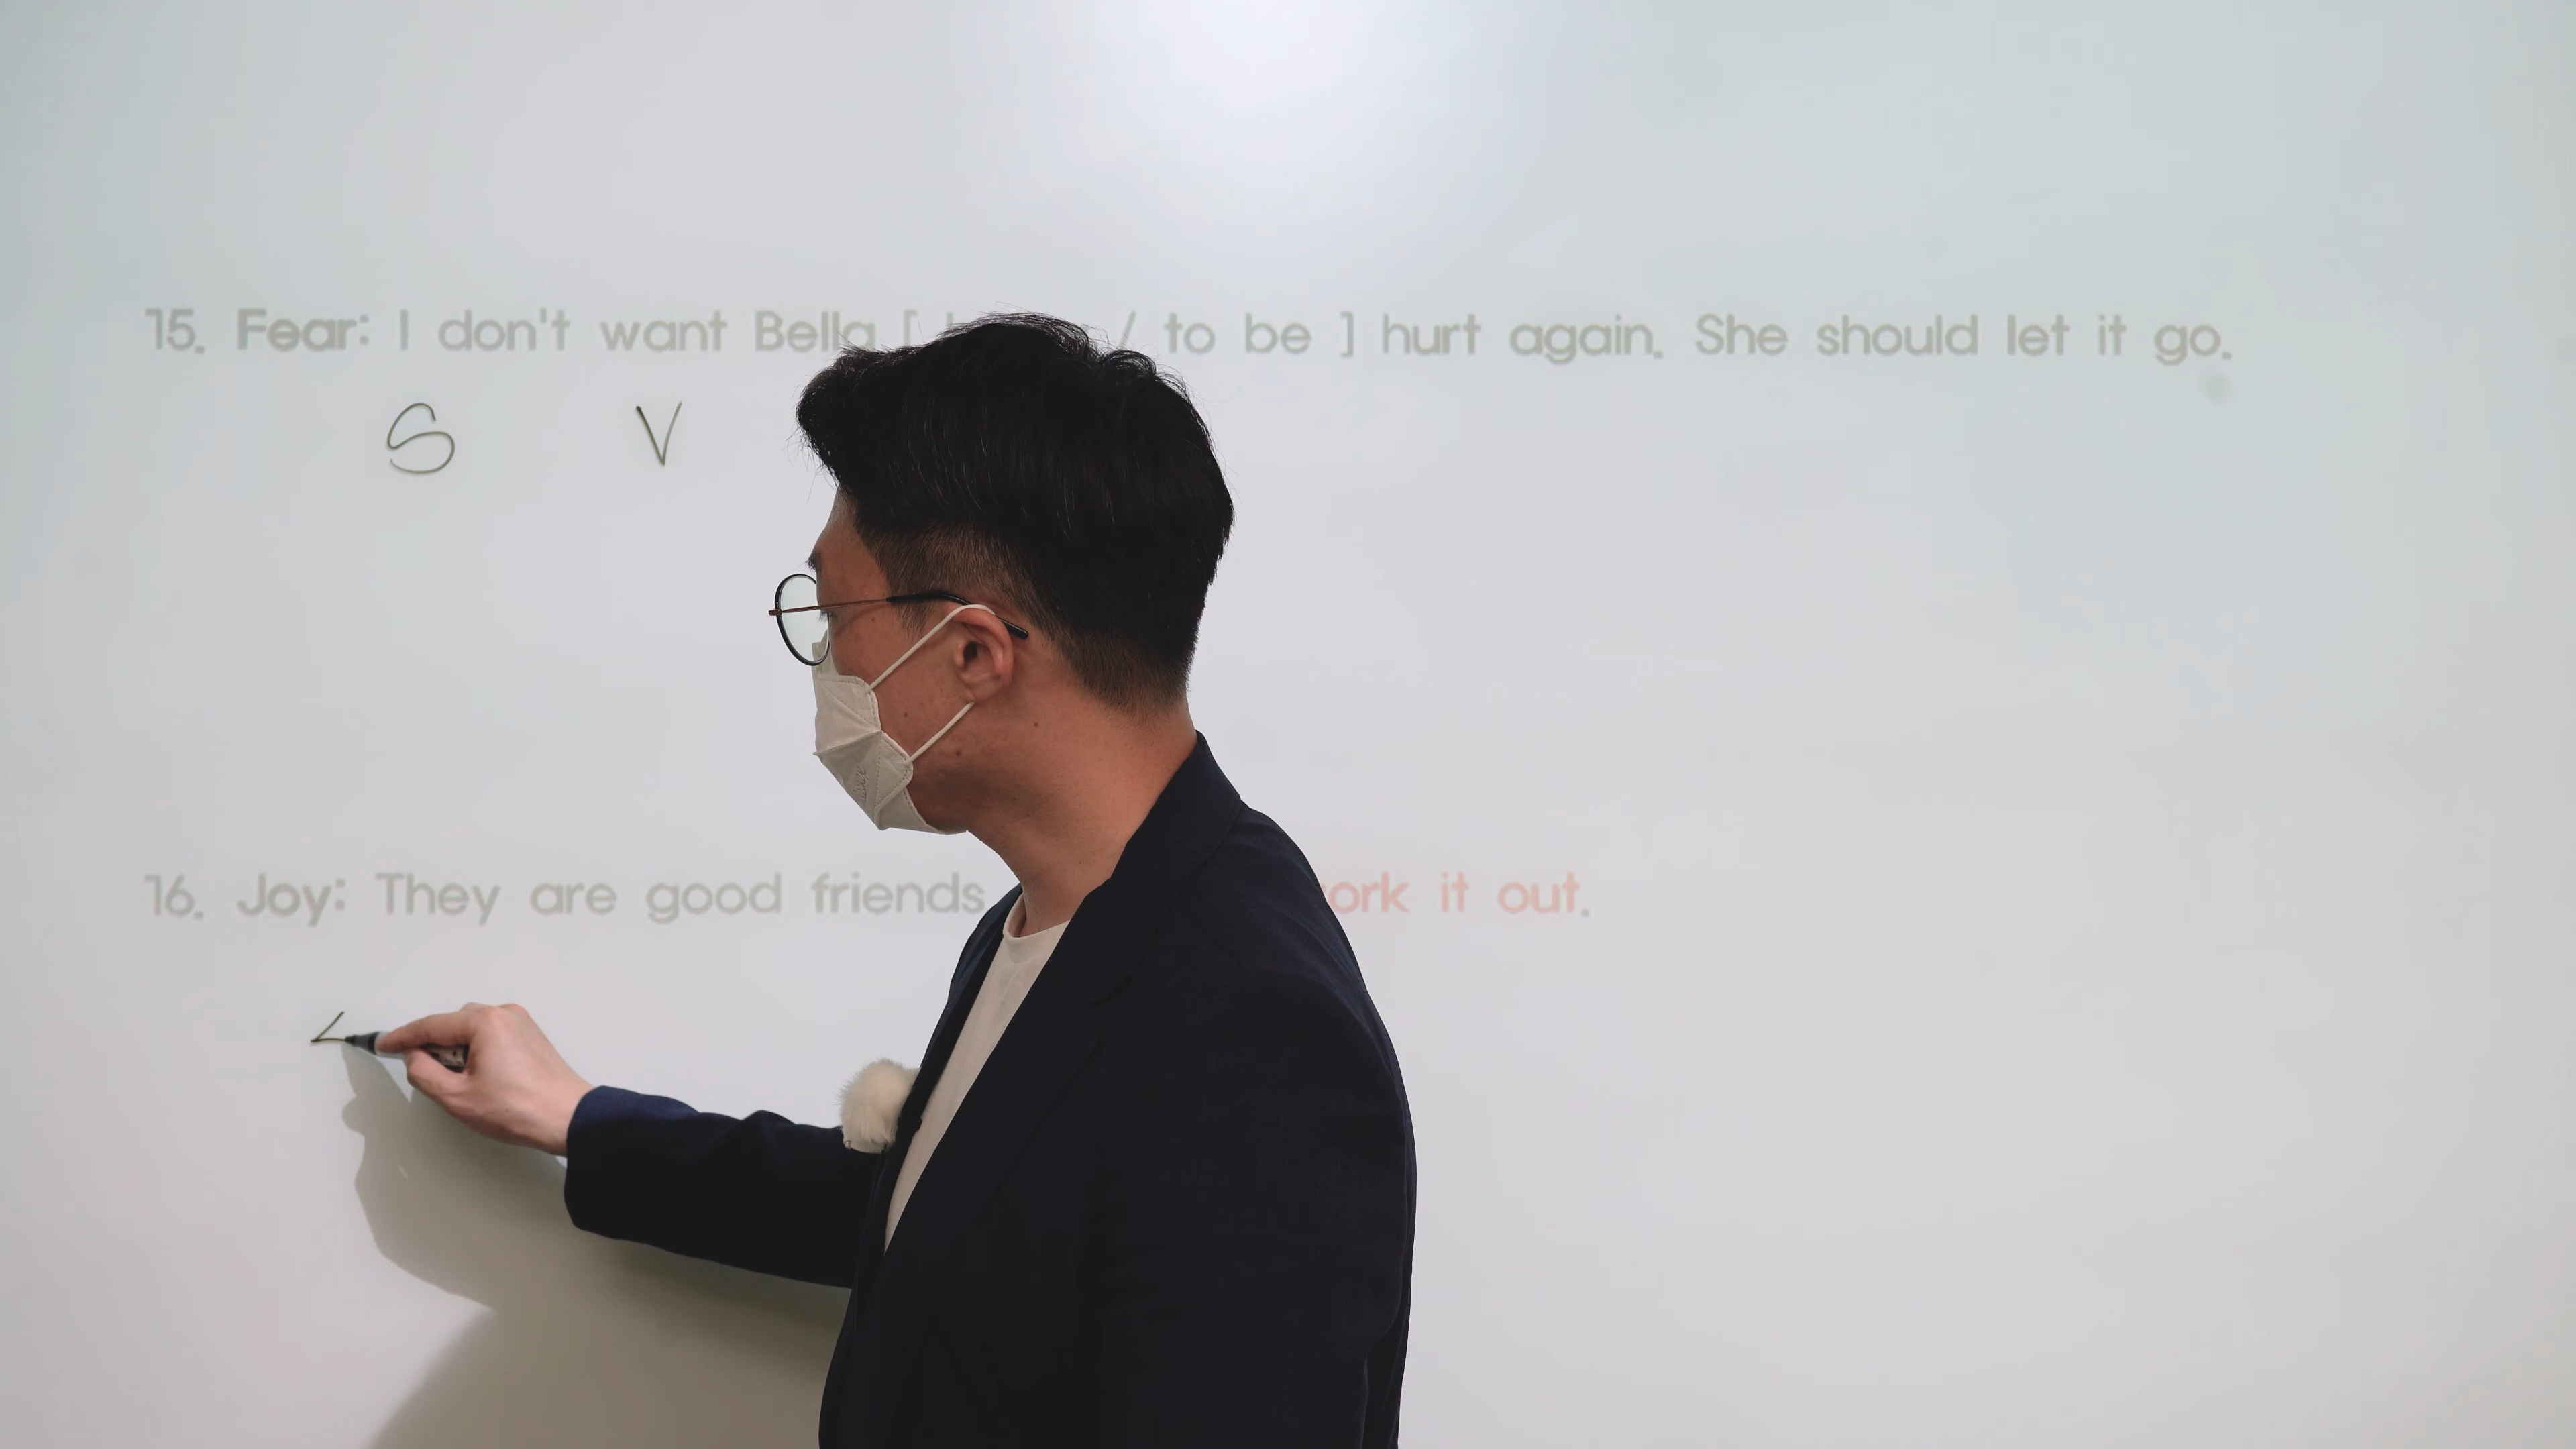 15. Fear: I don't want Bella [ / to be ] hurt again. She should let it go.
S V
16. Joy: They are good friends it out.